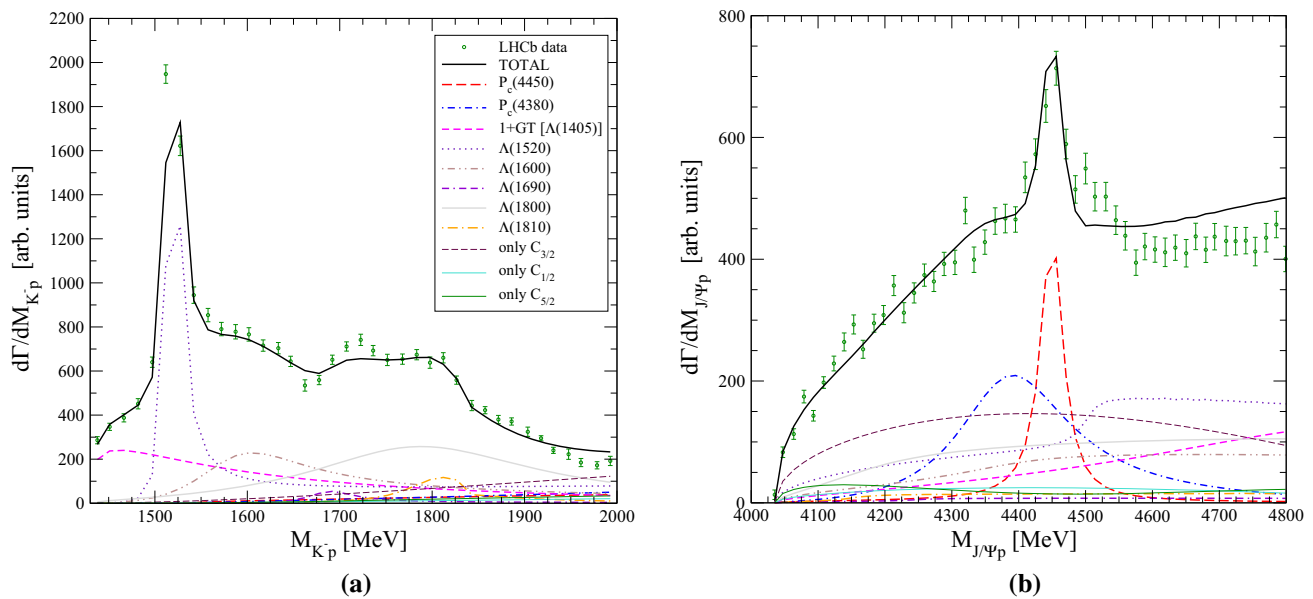 2200
2000
1800
1600
1400
1200
1000
800
600
400
200
0
dΓ/dM_{K⁻p} [arb. units]
LHCb data
TOTAL
P_c(4450)
P_c(4380)
1+GT [Λ(1405)]
Λ(1520)
Λ(1600)
Λ(1690)
Λ(1800)
Λ(1810)
only C_{3/2}
only C_{1/2}
only C_{5/2}
1500 1600 1700 1800 1900 2000
M_{K⁻p} [MeV]
(a)
800
600
400
200
0
dΓ/dM_{J/Ψp} [arb. units]
4000 4100 4200 4300 4400 4500 4600 4700 4800
M_{J/Ψp} [MeV]
(b)